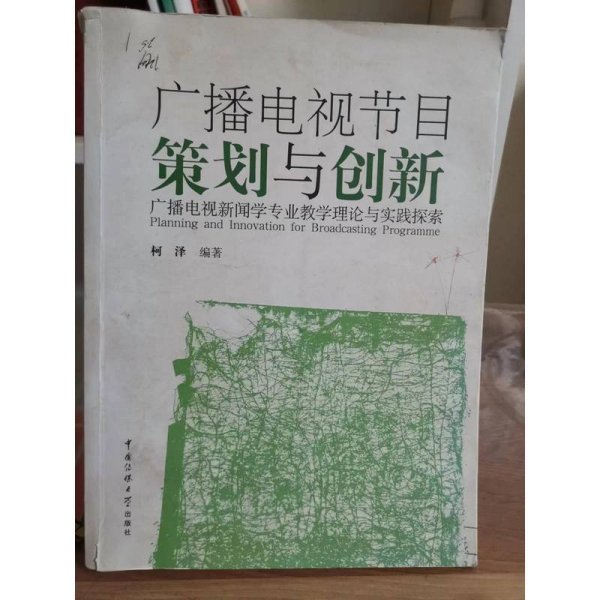 广播电视节目
策划与创新
广播电视新闻学专业教学理论与实践探索
Planning and Innovation for Broadcasting Programme
柯 泽 编著
中国传媒大学出版社